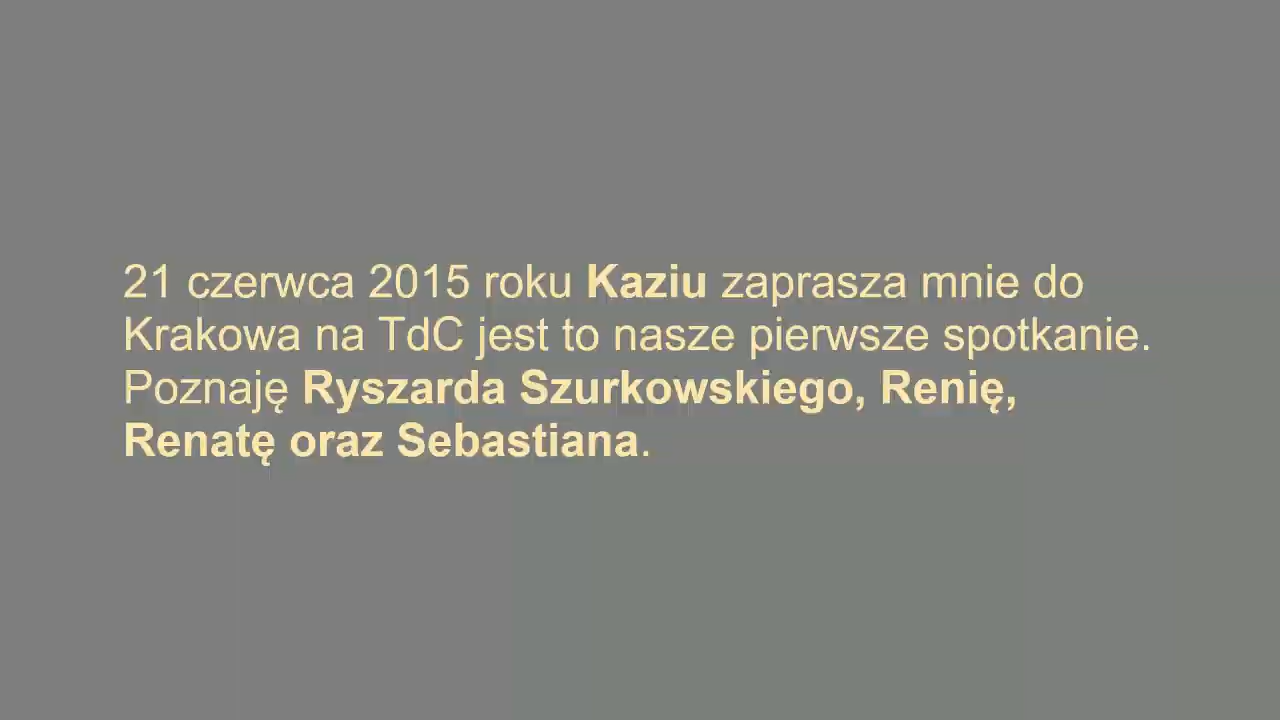 21 czerwca 2015 roku Kaziu zaprasza mnie do
Krakowa na TdC jest to nasze pierwsze spotkanie.
Poznaję Ryszarda Szurkowskiego, Renię,
Renatę oraz Sebastiana.